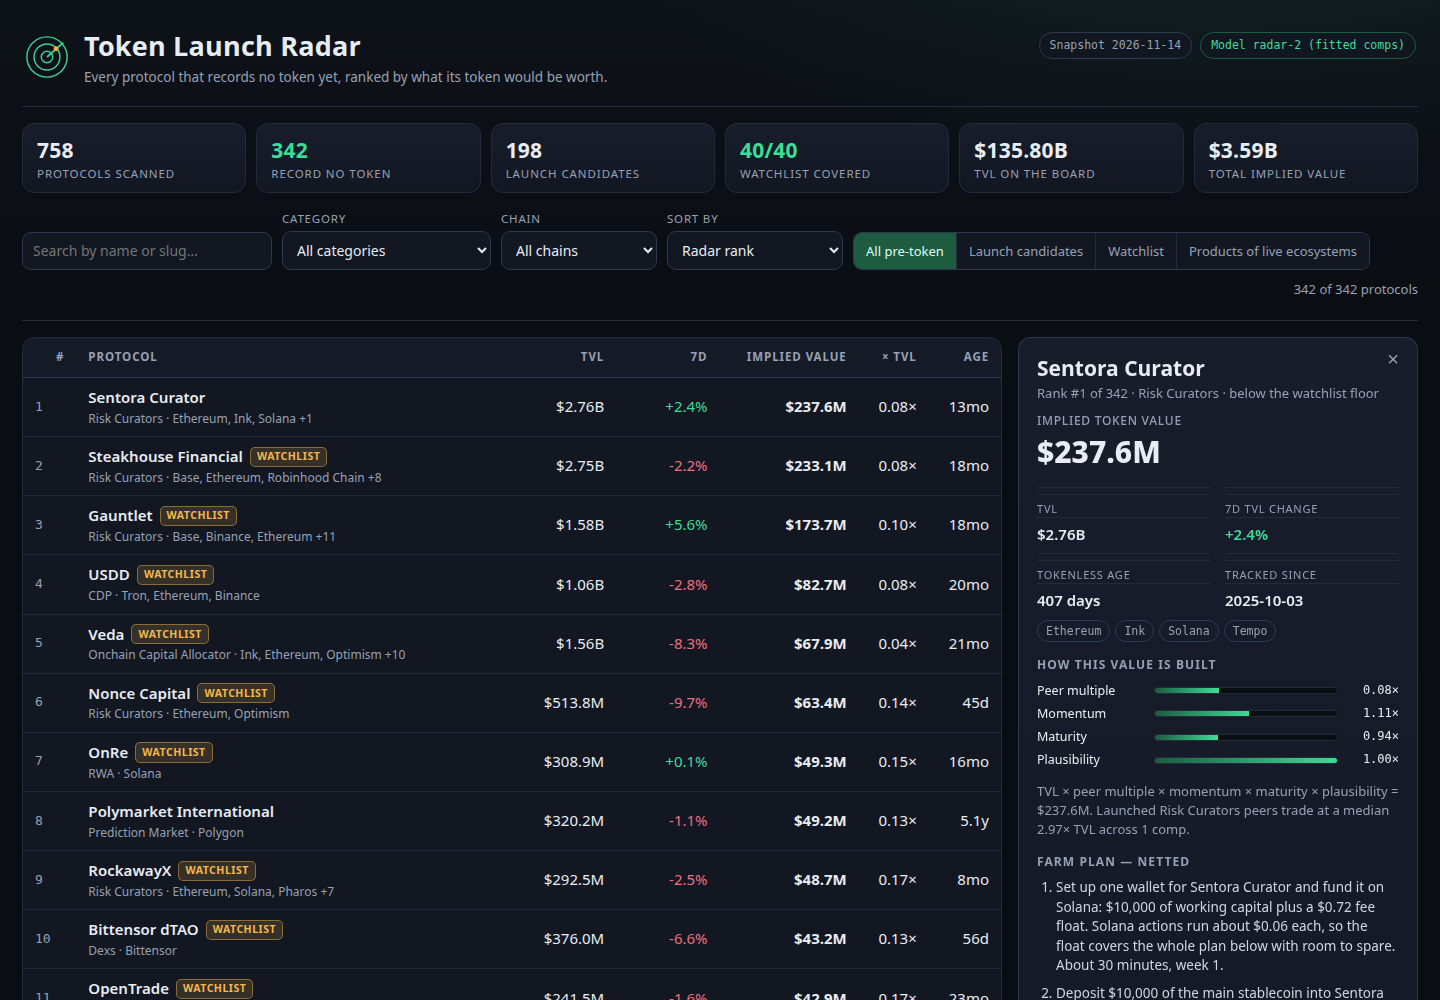 Token Launch Radar
Every protocol that records no token yet, ranked by what its token would be worth.
Snapshot 2026-11-14
Model radar-2 (fitted comps)
758
PROTOCOLS SCANNED
342
RECORD NO TOKEN
198
LAUNCH CANDIDATES
40/40
WATCHLIST COVERED
$135.80B
TVL ON THE BOARD
$3.59B
TOTAL IMPLIED VALUE
CATEGORY
CHAIN
SORT BY
Search by name or slug...
All categories
All chains
Radar rank
All pre-token
Launch candidates
Watchlist
Products of live ecosystems
342 of 342 protocols
# PROTOCOL TVL 7D IMPLIED VALUE × TVL AGE
1 Sentora Curator $2.76B +2.4% $237.6M 0.08× 13mo
Risk Curators · Ethereum, Ink, Solana +1
2 Steakhouse Financial WATCHLIST $2.75B -2.2% $233.1M 0.08× 18mo
Risk Curators · Base, Ethereum, Robinhood Chain +8
3 Gauntlet WATCHLIST $1.58B +5.6% $173.7M 0.10× 18mo
Risk Curators · Base, Binance, Ethereum +11
4 USDD WATCHLIST $1.06B -2.8% $82.7M 0.08× 20mo
CDP · Tron, Ethereum, Binance
5 Veda WATCHLIST $1.56B -8.3% $67.9M 0.04× 21mo
Onchain Capital Allocator · Ink, Ethereum, Optimism +10
6 Nonce Capital WATCHLIST $513.8M -9.7% $63.4M 0.14× 45d
Risk Curators · Ethereum, Optimism
7 OnRe WATCHLIST $308.9M +0.1% $49.3M 0.15× 16mo
RWA · Solana
8 Polymarket International $320.2M -1.1% $49.2M 0.13× 5.1y
Prediction Market · Polygon
9 RockawayX WATCHLIST $292.5M -2.5% $48.7M 0.17× 8mo
Risk Curators · Ethereum, Solana, Pharos +7
10 Bittensor dTAO WATCHLIST $376.0M -6.6% $43.2M 0.13× 56d
Dexs · Bittensor
11 OpenTrade WATCHLIST $241.5M -1.6% $42.9M 0.17× 23mo
Sentora Curator ×
Rank #1 of 342 · Risk Curators · below the watchlist floor
IMPLIED TOKEN VALUE
$237.6M
TVL
$2.76B
7D TVL CHANGE
+2.4%
TOKENLESS AGE
407 days
TRACKED SINCE
2025-10-03
Ethereum Ink Solana Tempo
HOW THIS VALUE IS BUILT
Peer multiple 0.08×
Momentum 1.11×
Maturity 0.94×
Plausibility 1.00×
TVL × peer multiple × momentum × maturity × plausibility =
$237.6M. Launched Risk Curators peers trade at a median
2.97× TVL across 1 comp.
FARM PLAN — NETTED
1. Set up one wallet for Sentora Curator and fund it on
Solana: $10,000 of working capital plus a $0.72 fee
float. Solana actions run about $0.06 each, so the
float covers the whole plan below with room to spare.
About 30 minutes, week 1.
2. Deposit $10,000 of the main stablecoin into Sentora